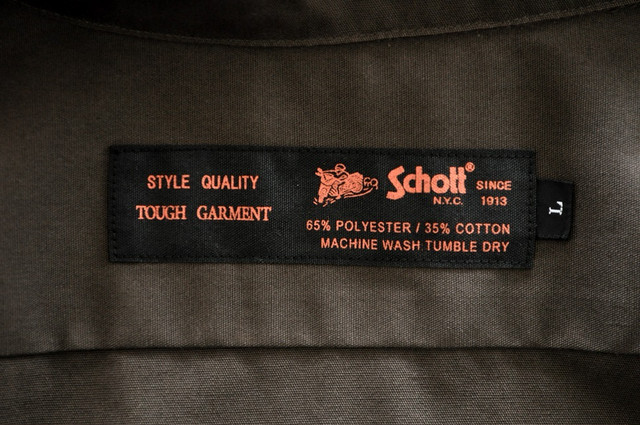 STYLE QUALITY
TOUGH GARMENT
Schott®
N.Y.C.
SINCE
1913
65% POLYESTER / 35% COTTON
MACHINE WASH TUMBLE DRY
L